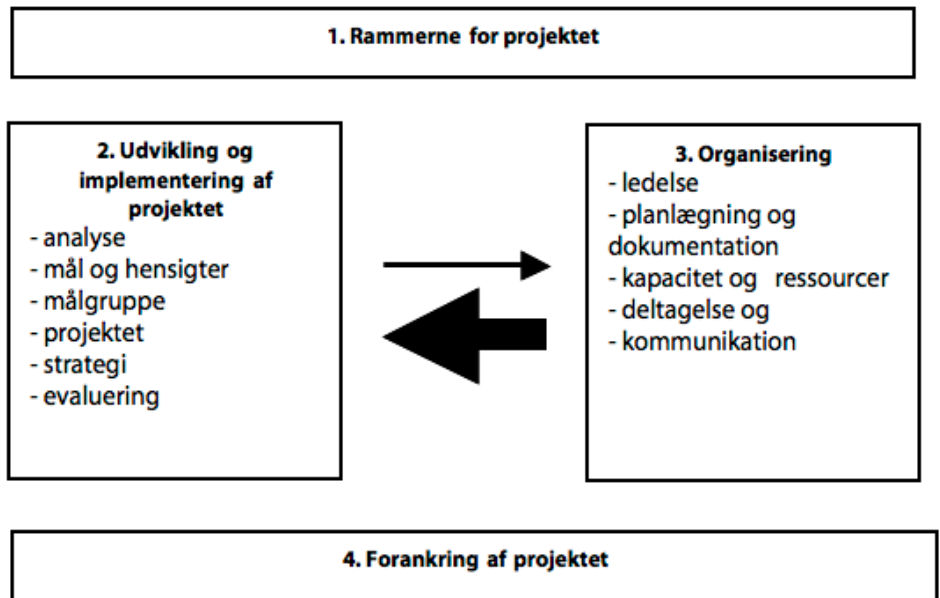 1. Rammerne for projektet
2. Udvikling og
implementering af
projektet
- analyse
- mål og hensigter
- målgruppe
- projektet
- strategi
- evaluering
3. Organisering
- ledelse
- planlægning og
dokumentation
- kapacitet og ressourcer
- deltagelse og
- kommunikation
4. Forankring af projektet